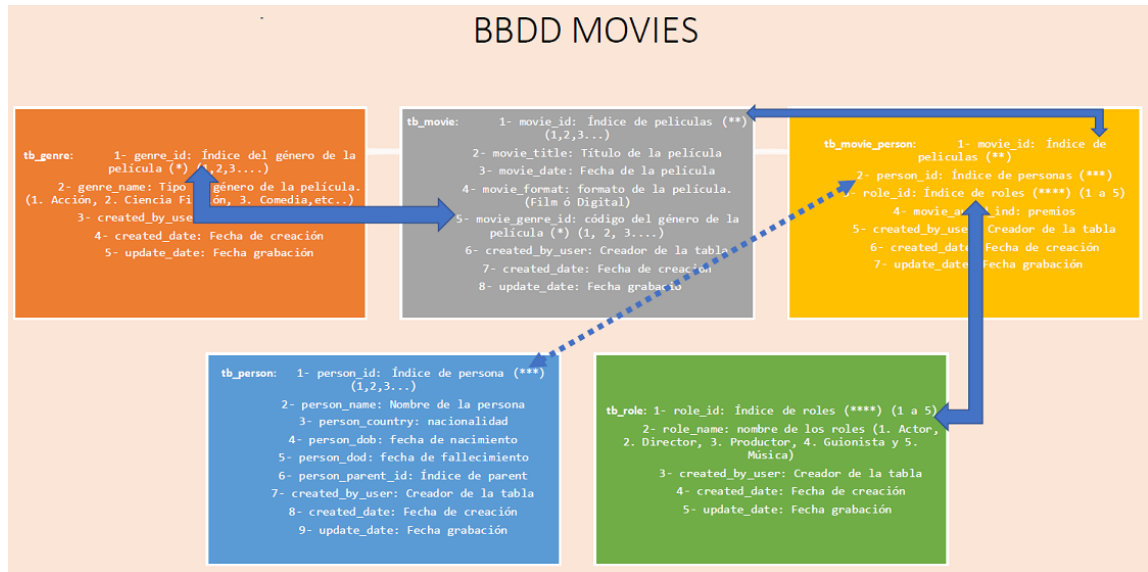 BBDD MOVIES
tb_genre: 1- genre_id: Índice del género de la
película (*) (1,2,3....)
2- genre_name: Tipo género de la película.
(1. Acción, 2. Ciencia Fi ón, 3. Comedia,etc..)
3- created_by_us
4- created_date: Fecha de creación
5- update_date: Fecha grabación
tb_movie: 1- movie_id: Índice de peliculas (**)
(1,2,3...)
2- movie_title: Título de la película
3- movie_date: Fecha de la película
4- movie_format: formato de la película.
(Film ó Digital)
5- movie_genre_id: código del género de la
película (*) (1, 2, 3....)
6- created_by_user: Creador de la tabla
7- created_date: Fecha de creación
8- update_date: Fecha grabació
tb_movie_person: 1- movie_id: Índice de
peliculas (**)
2- person_id: Índice de personas (***)
3- role_id: Índice de roles (****) (1 a 5)
4- movie_a _ind: premios
5- created_by_user: Creador de la tabla
6- created_date: Fecha de creación
7- update_date: Fecha grabación
tb_person: 1- person_id: Índice de persona (***)
(1,2,3...)
2- person_name: Nombre de la persona
3- person_country: nacionalidad
4- person_dob: fecha de nacimiento
5- person_dod: fecha de fallecimiento
6- person_parent_id: Índice de parent
7- created_by_user: Creador de la tabla
8- created_date: Fecha de creación
9- update_date: Fecha grabación
tb_role: 1- role_id: Índice de roles (****) (1 a 5)
2- role_name: nombre de los roles (1. Actor,
2. Director, 3. Productor, 4. Guionista y 5.
Música)
3- created_by_user: Creador de la tabla
4- created_date: Fecha de creación
5- update_date: Fecha grabación